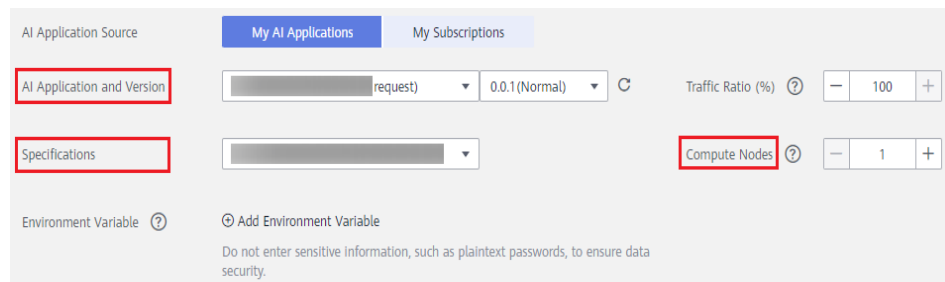 AI Application Source My AI Applications My Subscriptions
AI Application and Version request) 0.0.1(Normal) Traffic Ratio (%) ? 100
Specifications Compute Nodes ? 1
Environment Variable ? Add Environment Variable
Do not enter sensitive information, such as plaintext passwords, to ensure data
security.